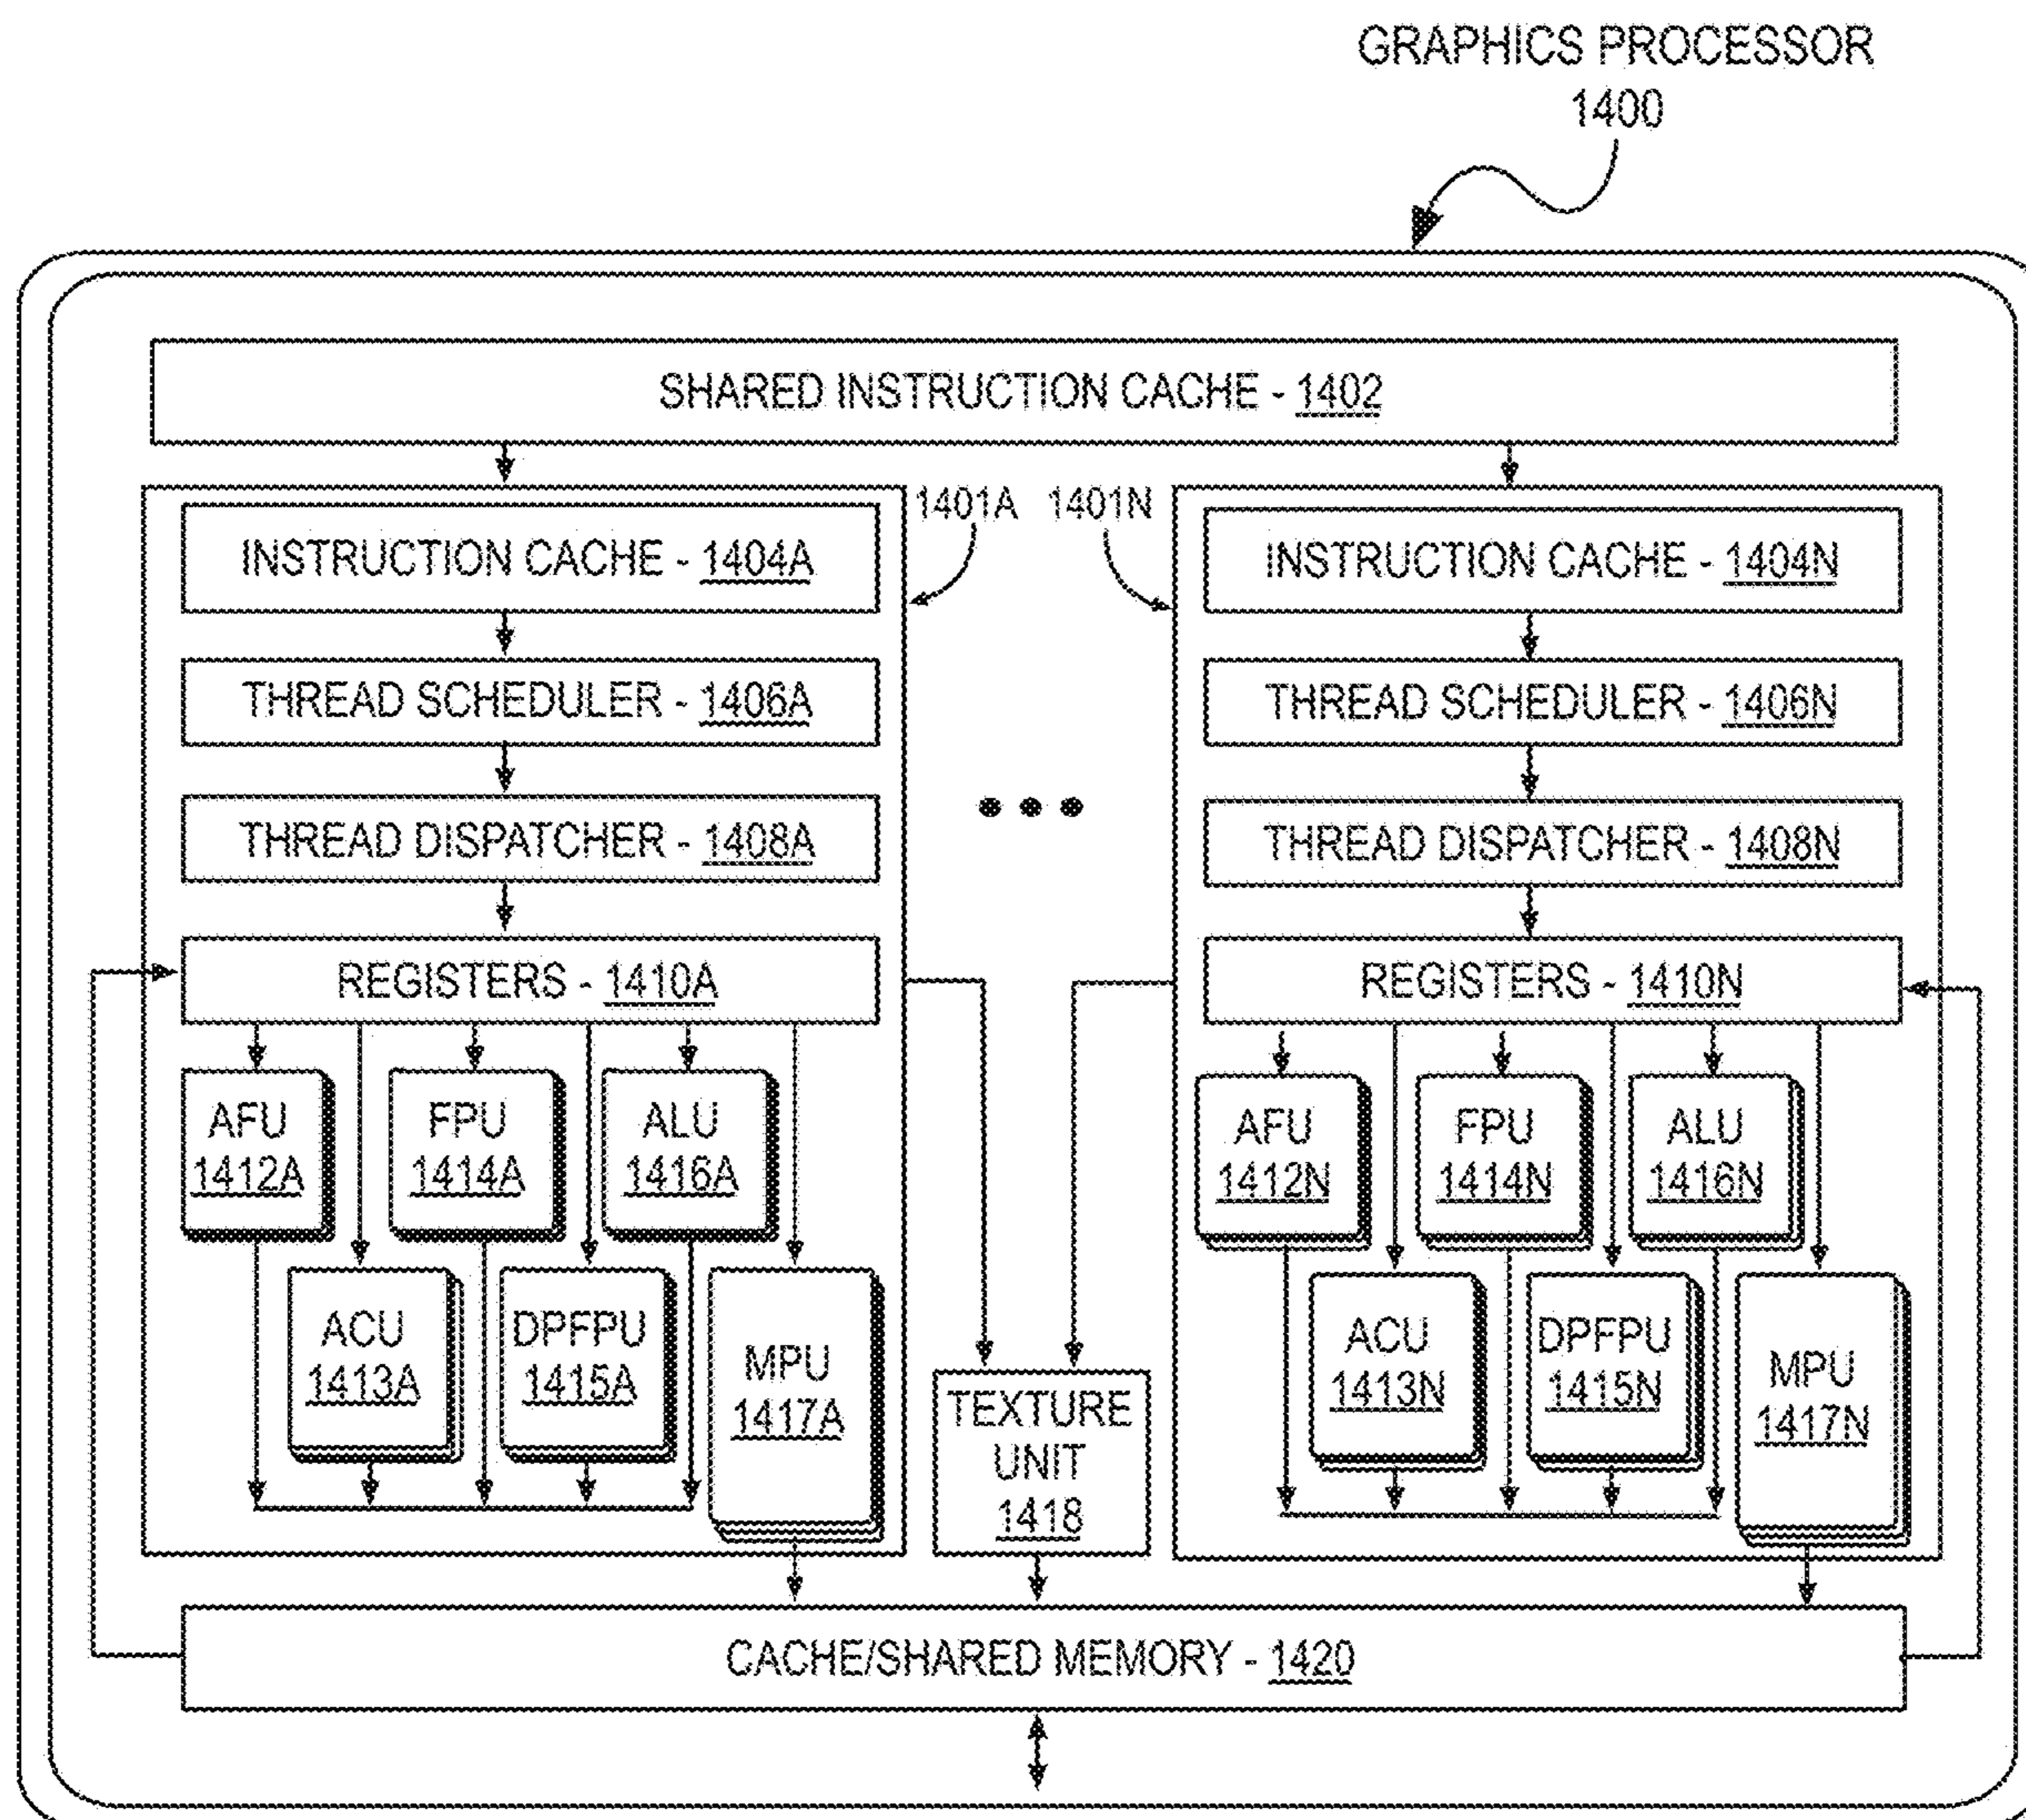 GRAPHICS PROCESSOR
1400
SHARED INSTRUCTION CACHE - 1402
1401A
1401N
INSTRUCTION CACHE - 1404A
THREAD SCHEDULER - 1406A
THREAD DISPATCHER - 1408A
REGISTERS - 1410A
AFU
1412A
FPU
1414A
ALU
1416A
ACU
1413A
DPFPU
1415A
MPU
1417A
INSTRUCTION CACHE - 1404N
THREAD SCHEDULER - 1406N
THREAD DISPATCHER - 1408N
REGISTERS - 1410N
AFU
1412N
FPU
1414N
ALU
1416N
ACU
1413N
DPFPU
1415N
MPU
1417N
TEXTURE
UNIT
1418
CACHE/SHARED MEMORY - 1420